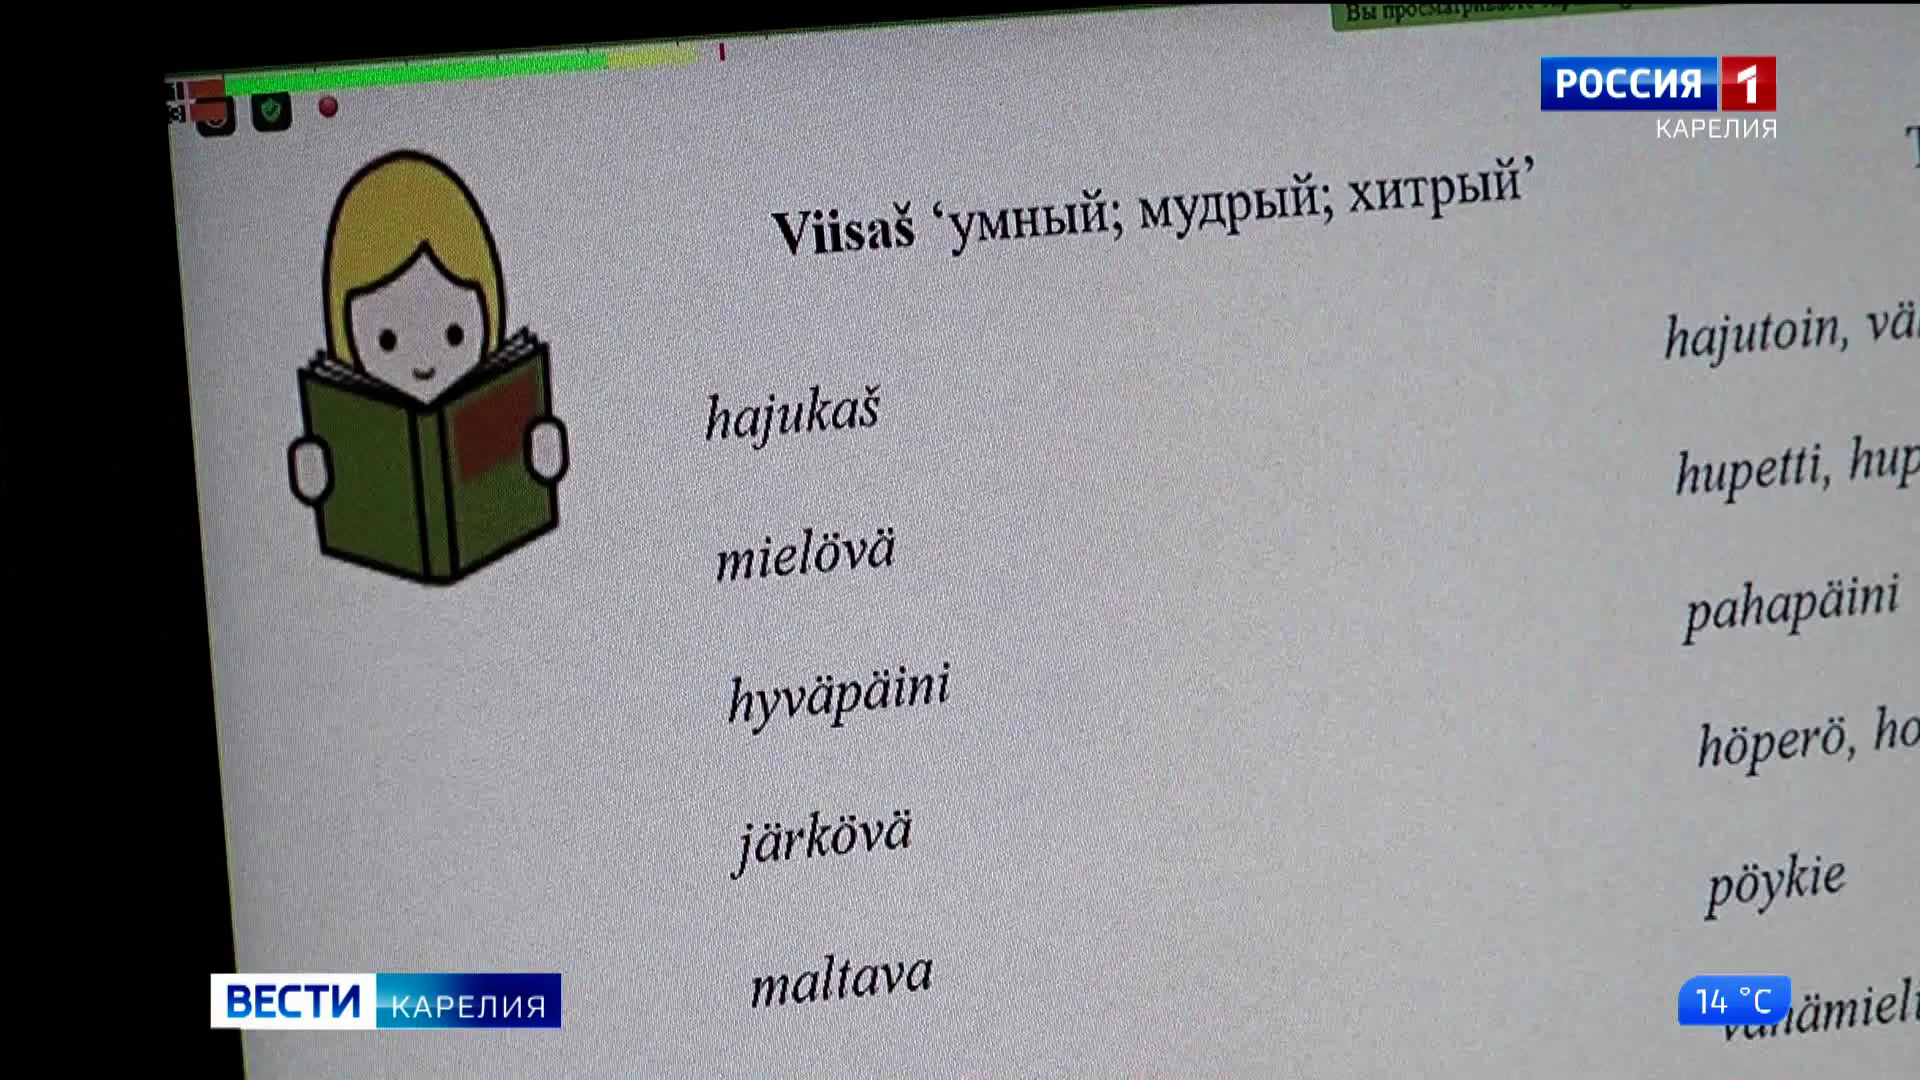 РОССИЯ 1
КАРЕЛИЯ
Viisaš ‘умный; мудрый; хитрый’
hajukaš
hajutoin,
mielövä
hupetti,
hyväpäini
pahapäini
järkövä
höperö,
pöykie
maltava
ВЕСТИ КАРЕЛИЯ
14 °C